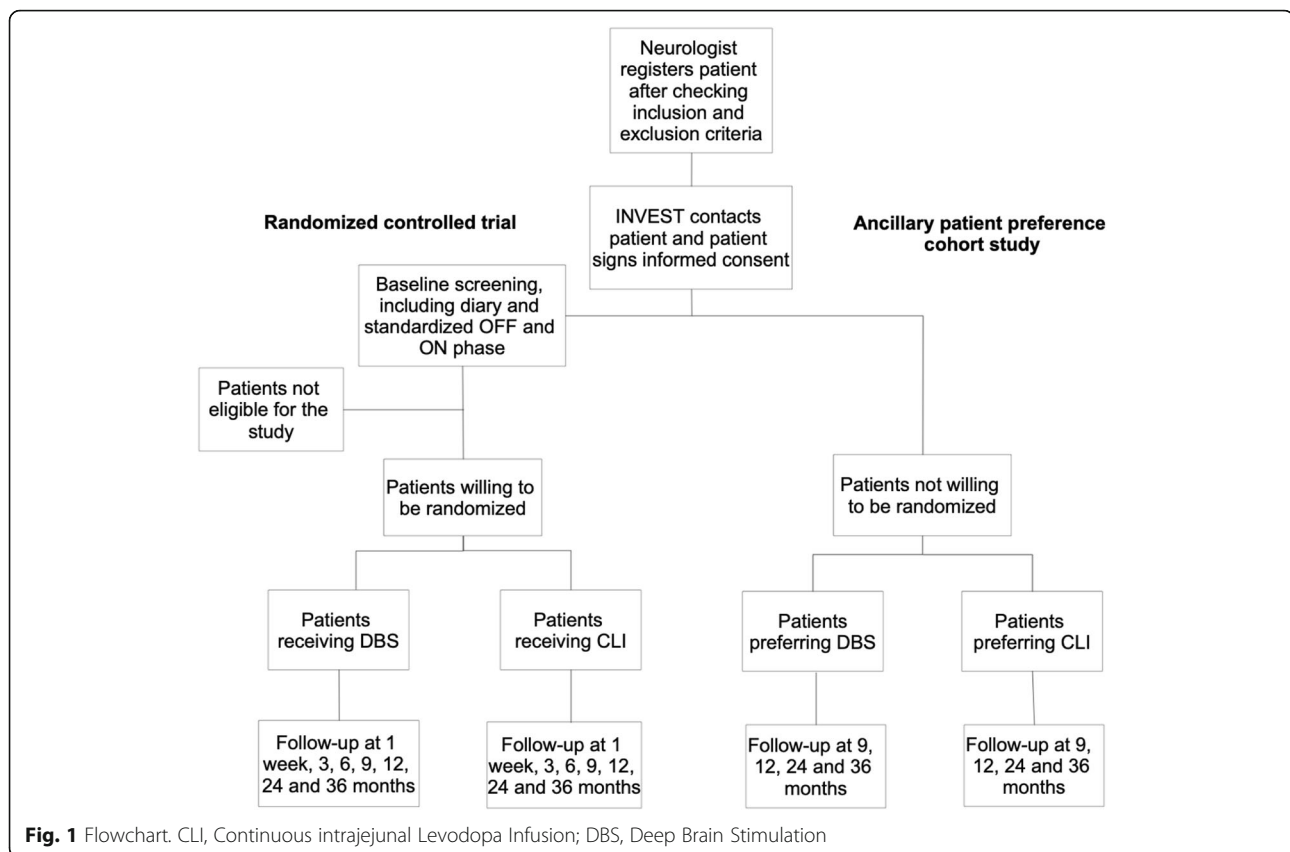 Neurologist
registers patient
after checking
inclusion and
exclusion criteria
Randomized controlled trial
INVEST contacts
patient and patient
signs informed consent
Ancillary patient preference
cohort study
Baseline screening,
including diary and
standardized OFF and
ON phase
Patients not
eligible for the
study
Patients willing to
be randomized
Patients not willing
to be randomized
Patients
receiving DBS
Patients
receiving CLI
Patients
preferring DBS
Patients
preferring CLI
Follow-up at 1
week, 3, 6, 9, 12,
24 and 36 months
Follow-up at 1
week, 3, 6, 9, 12,
24 and 36 months
Follow-up at 9,
12, 24 and 36
months
Follow-up at 9,
12, 24 and 36
months
Fig. 1 Flowchart. CLI, Continuous intrajejunal Levodopa Infusion; DBS, Deep Brain Stimulation